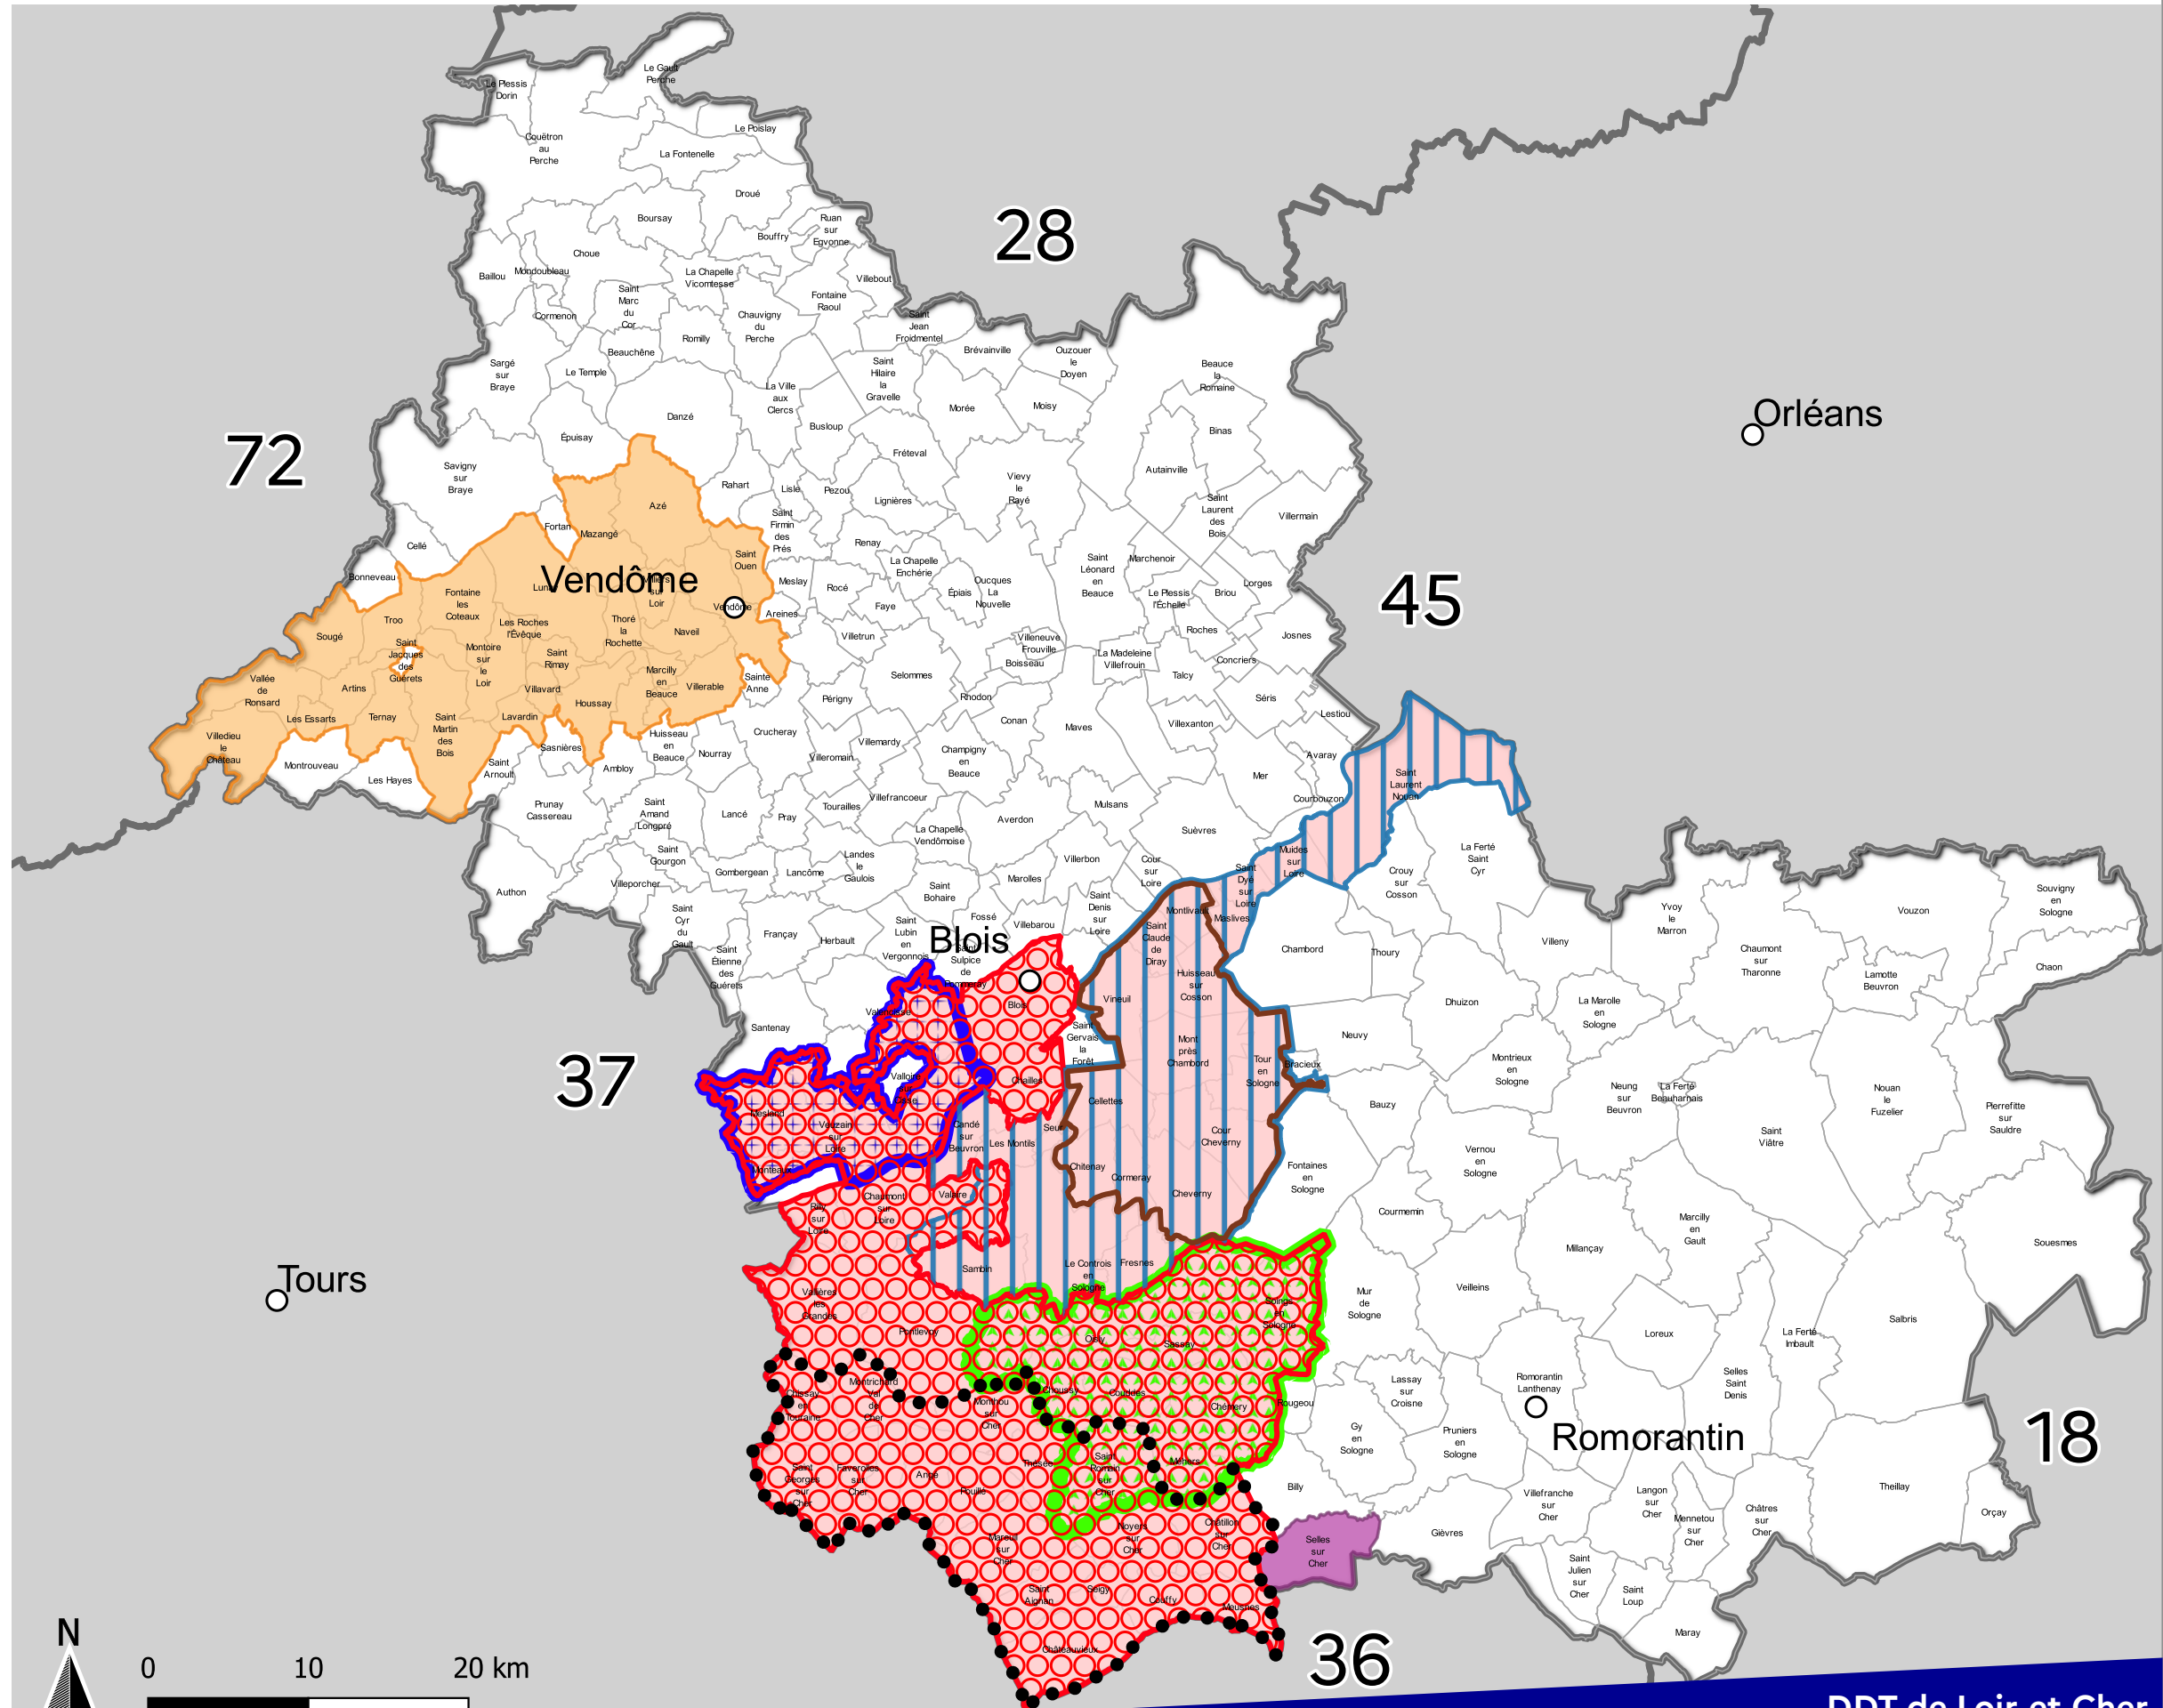 Le Plessis
Dorin
Le Gault
Perche
Couëtron
au
Perche
Le Poislay
La Fontenelle
Droué
Boursay
Ruan
sur
Egvonne
Bouffry
28
Choue
Baillou
Mondoubleau
La Chapelle
Vicomtesse
Villebout
Saint
Marc
du
Cor
Fontaine
Raoul
Cormenon
Chauvigny
du
Perche
Saint
Jean
Froidmentel
Romilly
Beauchêne
Brévainville
Ouzouer
le
Doyen
Sargé
sur
Braye
Le Temple
Saint
Hilaire
la
Gravelle
Beauce
la
Romaine
La Ville
aux
Clercs
Morée
Moisy
Danzé
Orléans
Busloup
Binas
Épuisay
72
Fréteval
Savigny
sur
Braye
Autainville
Rahart
Lisle
Pezou
Lignières
Vievy
le
Rayé
Azé
Saint
Laurent
des
Bois
Villermain
Fortan
Mazangé
Saint
Firmin
des
Prés
Cellé
Renay
Saint
Ouen
La Chapelle
Enchérie
Saint
Léonard
en
Beauce
Marchenoir
Bonneveau
Vendôme
Meslay
Rocé
Épiais
Oucques
La
Nouvelle
Lorges
Briou
Le Plessis
l'Échelle
45
Fontaine
les
Coteaux
Loir
Vendôme
Areines
Faye
Troo
Les Roches
l'Évêque
Thoré
la
Rochette
Naveil
Sougé
Villetrun
Villeneuve
Frouville
Roches
Josnes
Saint
Jacques
des
Guérets
Montoire
sur
le
Loir
Saint
Rimay
Boisseau
La Madeleine
Villefrouin
Concriers
Vallée
de
Ronsard
Artins
Villavard
Marcilly
en
Beauce
Villerable
Sainte
Anne
Selommes
Talcy
Périgny
Rhodon
Séris
Les Essarts
Ternay
Saint
Martin
des
Bois
Lavardin
Houssay
Conan
Maves
Villexanton
Lestiou
Villedieu
le
Château
Sasnières
Huisseau
en
Beauce
Crucheray
Villemardy
Avaray
Montrouveau
Les Hayes
Saint
Arnoult
Ambloy
Nourray
Villeromain
Champigny
en
Beauce
Mer
Saint
Laurent
Nouan
Prunay
Cassereau
Saint
Amand
Longpré
Lancé
Pray
Tourailles
Villefrancoeur
Mulsans
Courbouzon
Averdon
Suèvres
La Chapelle
Vendômoise
Saint
Gourgon
Gombergean
Lancôme
Landes
le
Gaulois
Marolles
Villerbon
Cour
sur
Loire
Saint
Dyé
sur
Loire
Muides
sur
Loire
Crouy
sur
Cosson
La Ferté
Saint
Cyr
Authon
Villeporcher
Saint
Bohaire
Saint
Denis
sur
Loire
Souvigny
en
Sologne
Saint
Cyr
du
Gault
Françay
Herbault
Saint
Lubin
en
Vergonnois
Fossé
Villebarou
Montlivault
Maslives
Yvoy
le
Marron
Vouzon
Blois
Saint
Sulpice
de
Pommeray
Saint
Claude
de
Diray
Chambord
Thoury
Villeny
Chaumont
sur
Tharonne
Saint
Étienne
des
Guérets
Lamotte
Beuvron
Chaon
Huisseau
sur
Cosson
Santenay
Valencisse
Blois
Vineuil
Dhuizon
La Marolle
en
Sologne
Saint
Gervais
la
Forêt
Neuvy
Mont
près
Chambord
37
Valloire
Tour
en
Sologne
Bracieux
Montrieux
en
Sologne
Chailles
Cellettes
Bauzy
Neung
sur
Beuvron
La Ferté
Beauharnais
Nouan
le
Fuzelier
Pierrefitte
sur
Sauldre
Mesland
Veuzain
sur
Loire
Candé
sur
Beuvron
Les Montils
Seur
Cour
Cheverny
Saint
Viâtre
Monteaux
Chitenay
Cormeray
Cheverny
Fontaines
en
Sologne
Vernou
en
Sologne
Rilly
sur
Loire
Chaumont
sur
Loire
Valaire
Courmemin
Marcilly
en
Gault
Millançay
Souesmes
Tours
Sambin
Le Controis
en
Sologne
Fresnes
Veilleins
Vallières
les
Grandes
Soings
en
Sologne
Mur
de
Sologne
Salbris
Pontlevoy
Oisly
Sassay
Loreux
La Ferté
Imbault
Chissay
en
Touraine
Montrichard
Val
de
Cher
Monthou
sur
Cher
Choussy
Couddes
Chémery
Rougeou
Lassay
sur
Croisne
Romorantin
Lanthenay
Selles
Saint
Denis
Romorantin
18
Gy
en
Sologne
Pruniers
en
Sologne
Saint
Georges
sur
Cher
Faverolles
sur
Cher
Angé
Pouillé
Thésée
Saint
Romain
sur
Cher
Méhers
Billy
Theillay
Villefranche
sur
Cher
Langon
sur
Cher
Mennetou
sur
Cher
Châtres
sur
Cher
Orçay
Mareuil
sur
Cher
Noyers
sur
Cher
Châtillon
sur
Cher
Selles
sur
Cher
Gièvres
Saint
Julien
sur
Cher
Saint
Loup
Saint
Aignan
Seigy
Couffy
Meusnes
Maray
Châteauvieux
36
N
0 10 20 km
DDT de Loir-et-Cher